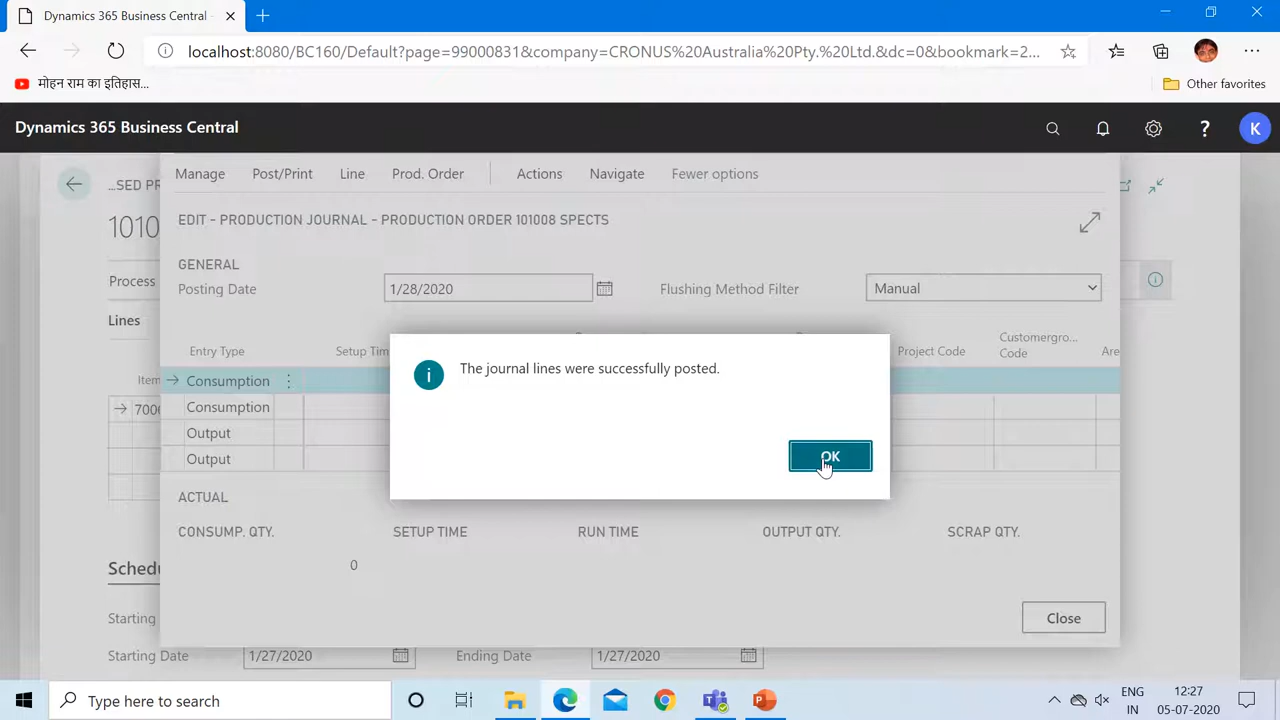 Dynamics 365 Business Central
localhost:8080/BC160/Default?page=99000831&company=CRONUS%20Australia%20Pty.%20Ltd.&dc=0&bookmark=2...
मोहन राम का इतिहास...
Other favorites
Dynamics 365 Business Central
K
Manage Post/Print Line Prod. Order Actions Navigate Fewer options
...SED PR
EDIT - PRODUCTION JOURNAL - PRODUCTION ORDER 101008 SPECTS
GENERAL
Process
Posting Date 1/28/2020 Flushing Method Filter Manual
Lines
Entry Type Setup Tim Project Code Customergro... Code Are
The journal lines were successfully posted.
Item
Consumption
Consumption
Output
Output
OK
ACTUAL
CONSUMP. QTY. SETUP TIME RUN TIME OUTPUT QTY. SCRAP QTY.
0
Sched
Starting
Close
Starting Date 1/27/2020 Ending Date 1/27/2020
Type here to search
ENG
IN
12:27
05-07-2020